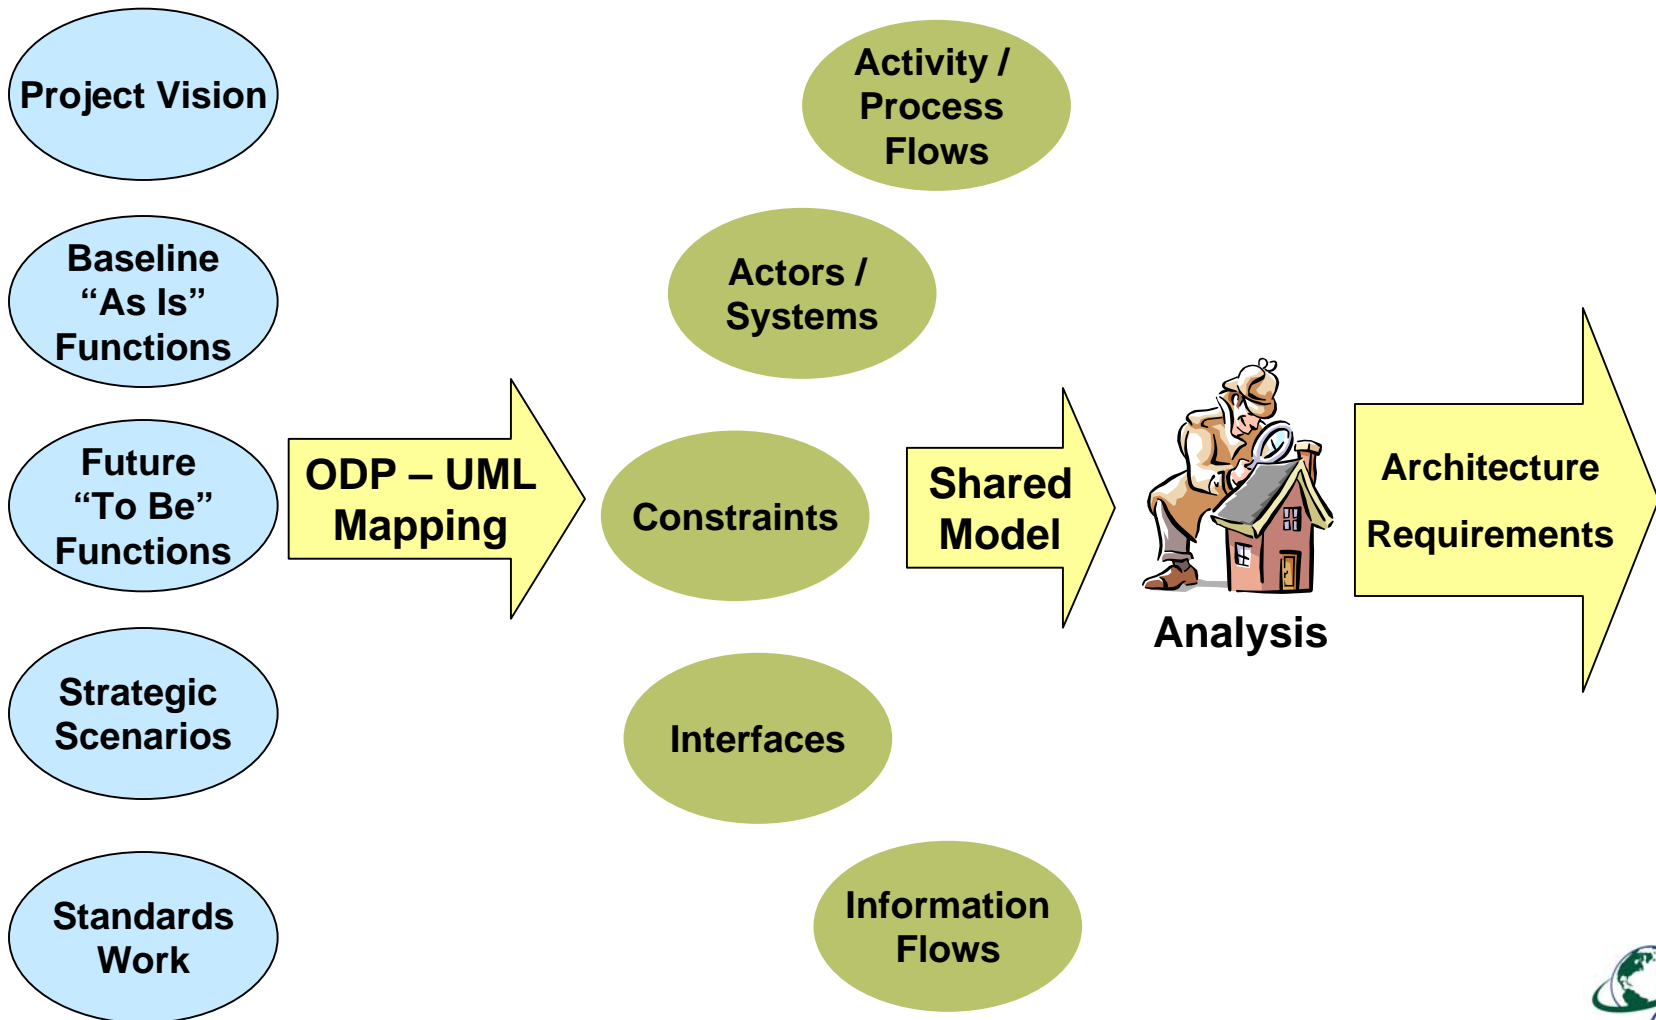 Project Vision
Baseline
“As Is”
Functions
Future
“To Be”
Functions
Strategic
Scenarios
Standards
Work
ODP – UML
Mapping
Activity /
Process
Flows
Actors /
Systems
Constraints
Interfaces
Information
Flows
Shared
Model
Analysis
Architecture
Requirements